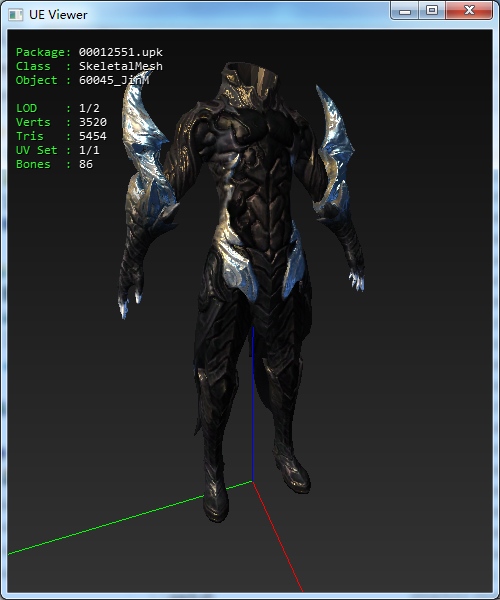 UE Viewer
Package: 00012551.upk
Class : SkeletalMesh
Object : 60045_JinM
LOD : 1/2
Verts : 3520
Tris : 5454
UV Set : 1/1
Bones : 86